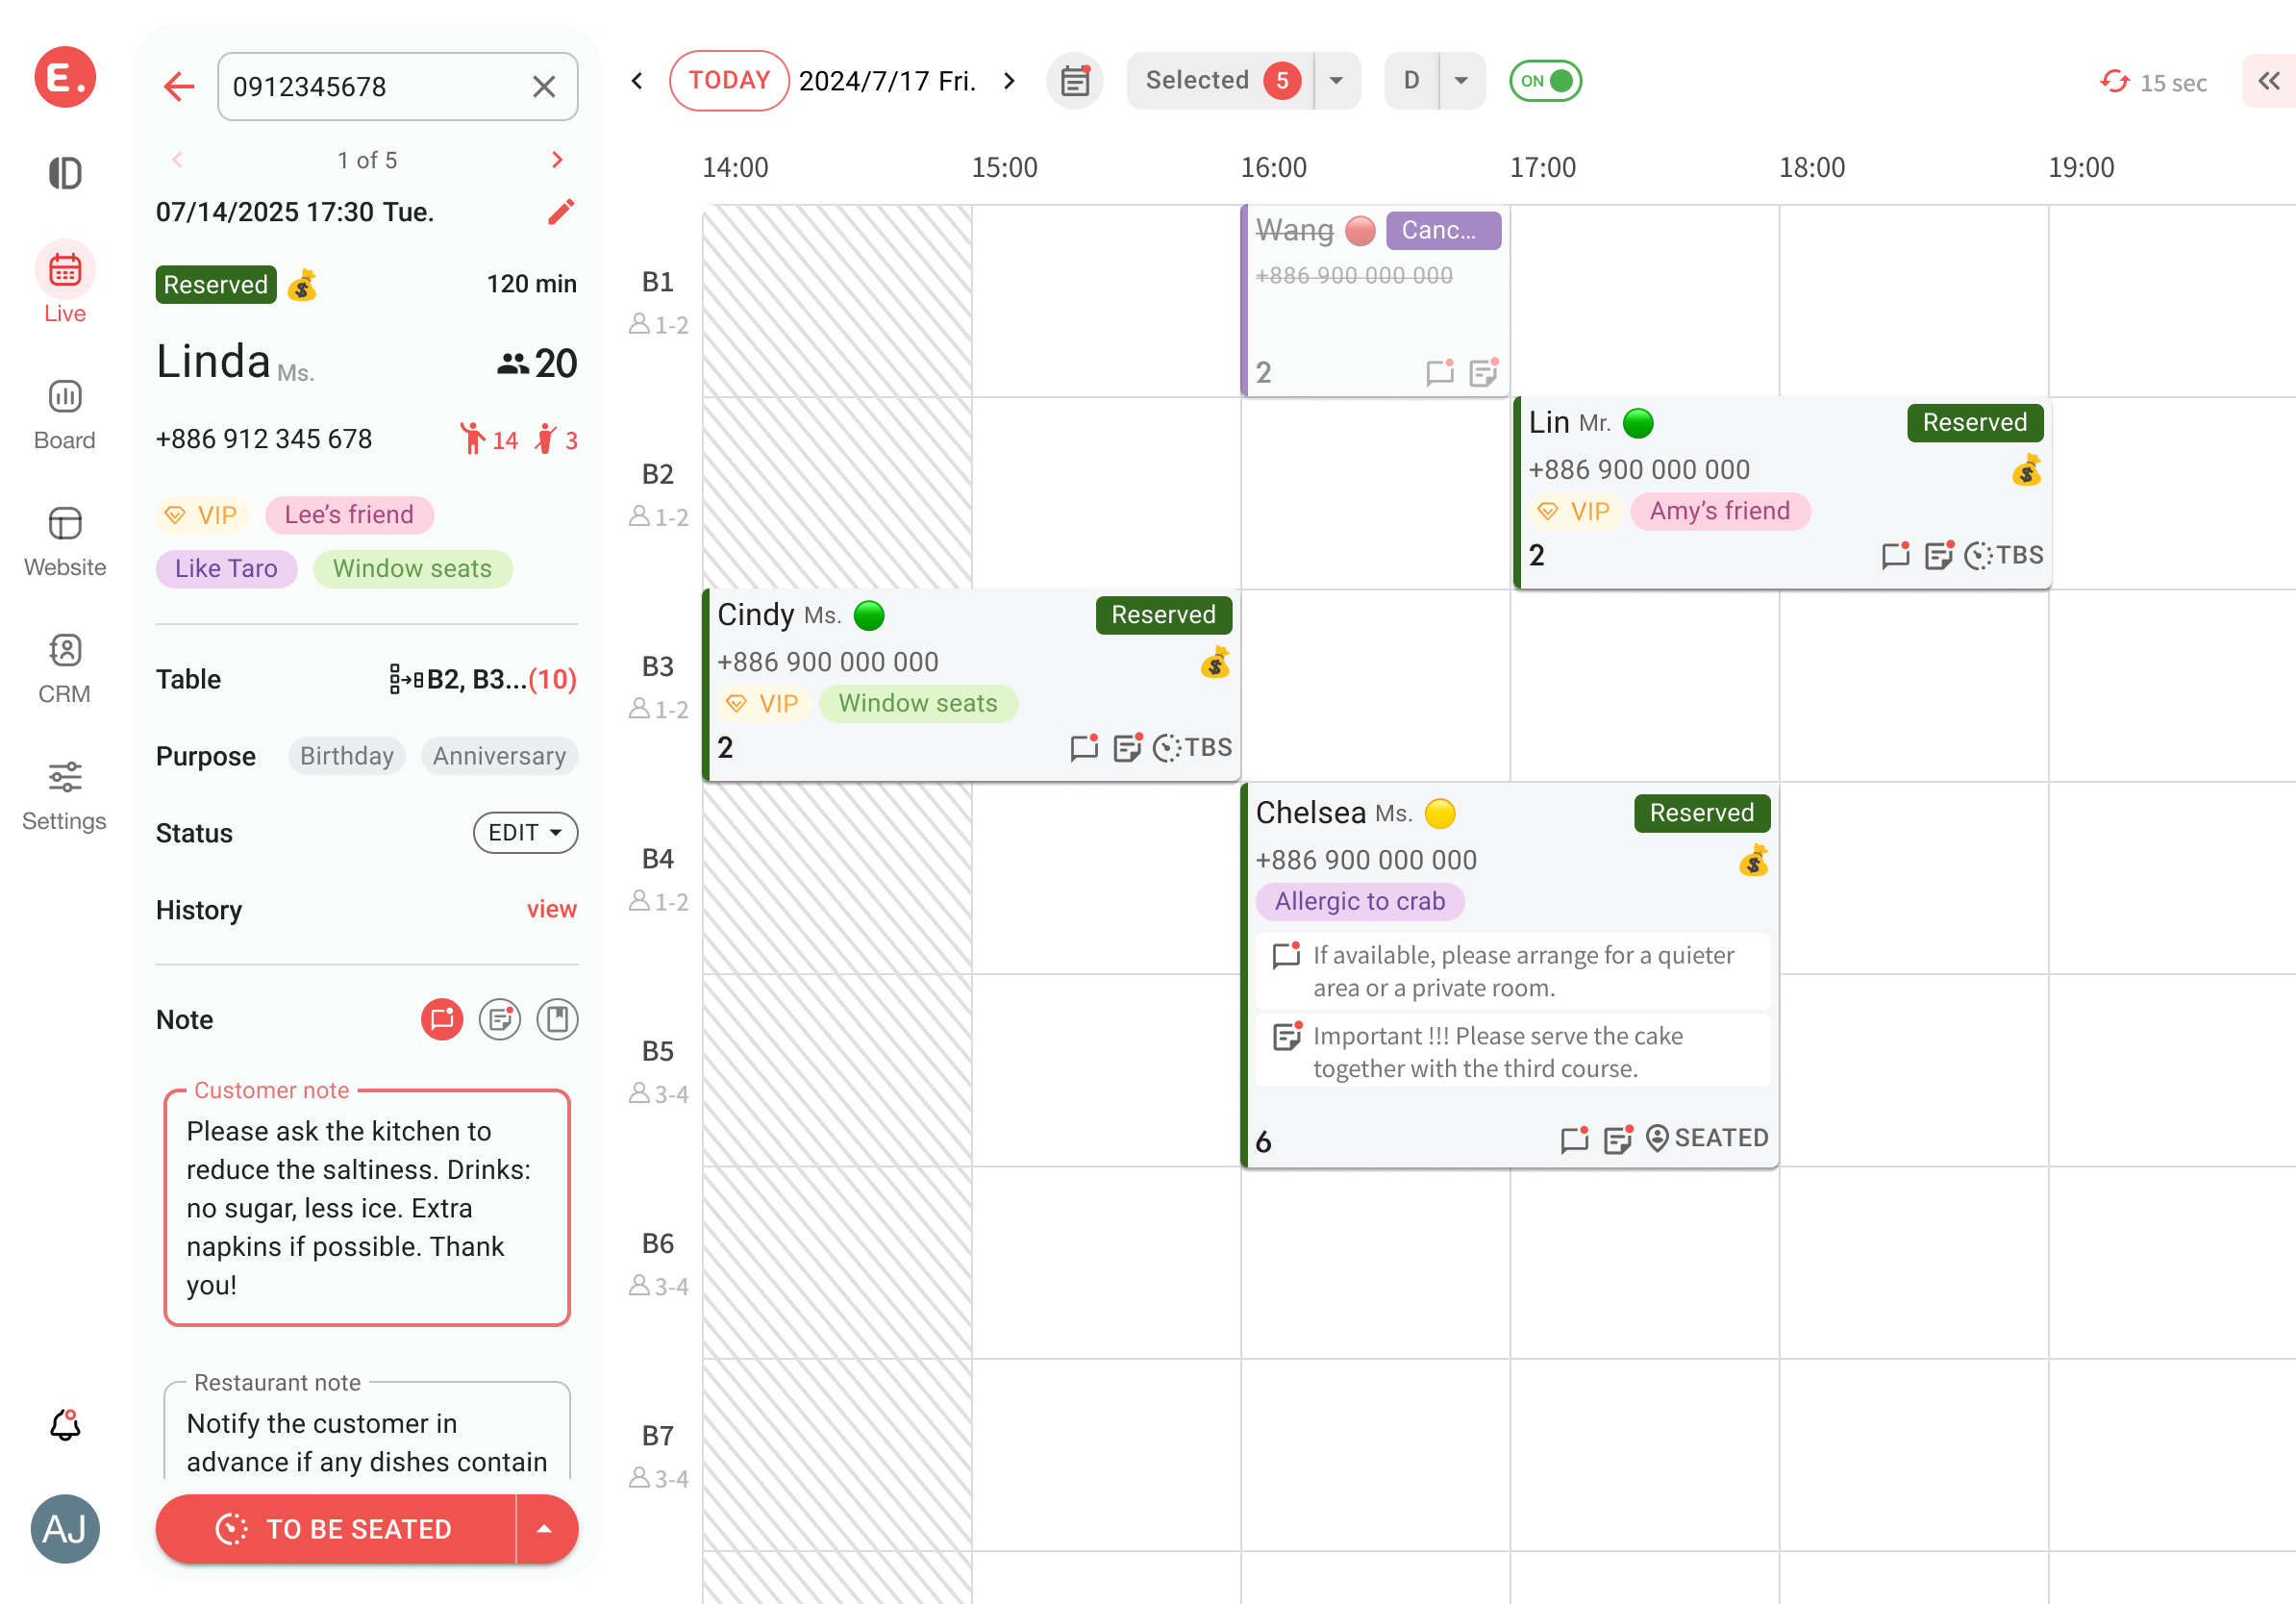 E.
Live
Board
Website
CRM
Settings
AJ
0912345678
1 of 5
07/14/2025 17:30 Tue.
Reserved
120 min
Linda Ms.
20
+886 912 345 678
14
3
VIP
Lee’s friend
Like Taro
Window seats
Table
B2, B3...(10)
Purpose
Birthday
Anniversary
Status
EDIT
History
view
Note
Customer note
Please ask the kitchen to
reduce the saltiness. Drinks:
no sugar, less ice. Extra
napkins if possible. Thank
you!
Restaurant note
Notify the customer in
advance if any dishes contain
TO BE SEATED
TODAY
2024/7/17 Fri.
Selected 5
D
ON
15 sec
14:00
15:00
16:00
17:00
18:00
19:00
B1
1-2
Wang
Canc...
+886 900 000 000
2
B2
1-2
Lin Mr.
Reserved
+886 900 000 000
VIP
Amy’s friend
2
TBS
B3
1-2
Cindy Ms.
Reserved
+886 900 000 000
VIP
Window seats
2
TBS
B4
1-2
Chelsea Ms.
Reserved
+886 900 000 000
Allergic to crab
If available, please arrange for a quieter
area or a private room.
Important !!! Please serve the cake
together with the third course.
6
SEATED
B5
3-4
B6
3-4
B7
3-4